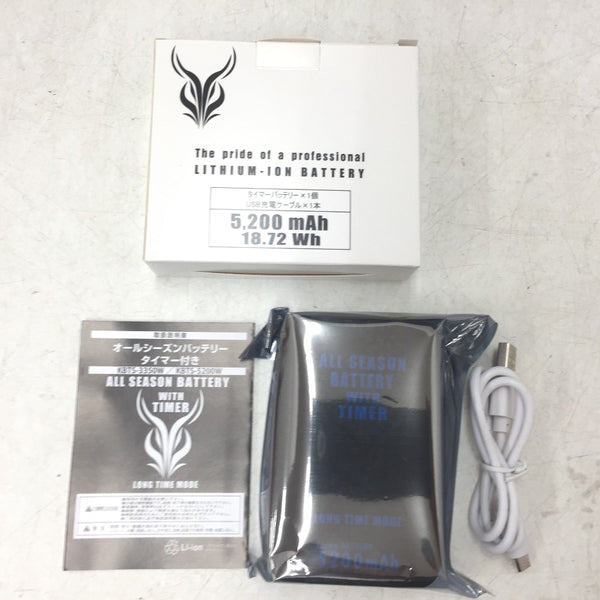 The pride of a professional
LITHIUM-ION BATTERY
タイマーバッテリー×1個
USB充電ケーブル×1本
5,200 mAh
18.72 Wh
取扱説明書
オールシーズンバッテリー
タイマー付き
KBTS-3350W / KBTS-5200W
ALL SEASON BATTERY
WITH
TIMER
LONG TIME MODE
Li-ion
ALL SEASON
BATTERY
WITH
TIMER
LONG TIME MODE
5200mAh